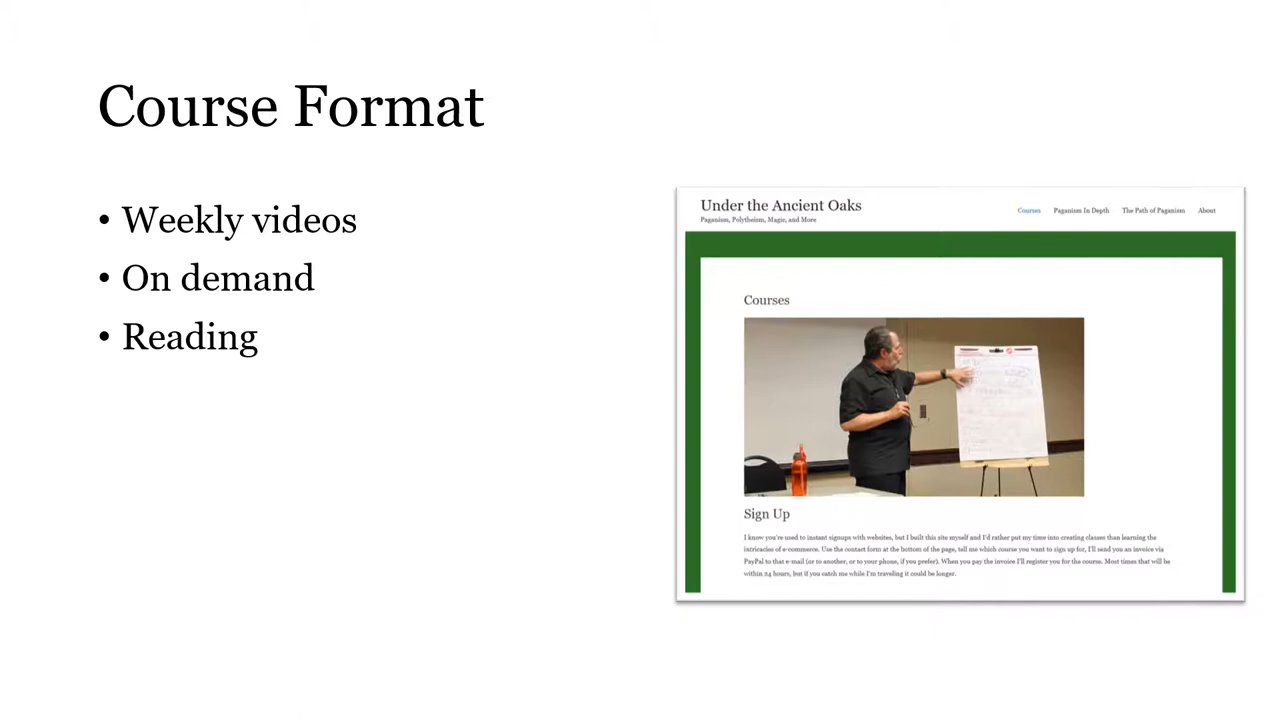 Course Format
• Weekly videos
• On demand
• Reading
Under the Ancient Oaks
Paganism, Polytheism, Magic, and More
Courses Paganism In Depth The Path of Paganism About
Courses
Sign Up
I know you're used to instant signups with websites, but I built this site myself and I'd rather put my time into creating classes than learning the
intricacies of e-commerce. Use the contact form at the bottom of the page, tell me which course you want to sign up for, I'll send you an invoice via
PayPal to that e-mail (or to another, or to your phone, if you prefer). When you pay the invoice I'll register you for the course. Most times that will be
within 24 hours, but if you catch me while I'm traveling it could be longer.